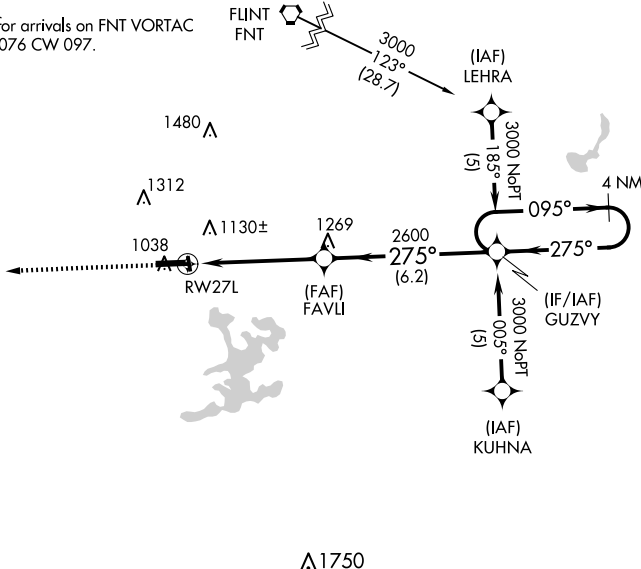 for arrivals on FNT VORTAC
076 CW 097.
FLINT
FNT
3000
123°
(28.7)
(IAF)
LEHRA
3000 NoPT
185°
(5)
4 NM
095°
275°
1480
1312
1130±
1269
1038
2600
275°
(6.2)
RW27L
(FAF)
FAVLI
(IF/IAF)
GUZVY
3000 NoPT
005°
(5)
(IAF)
KUHNA
1750